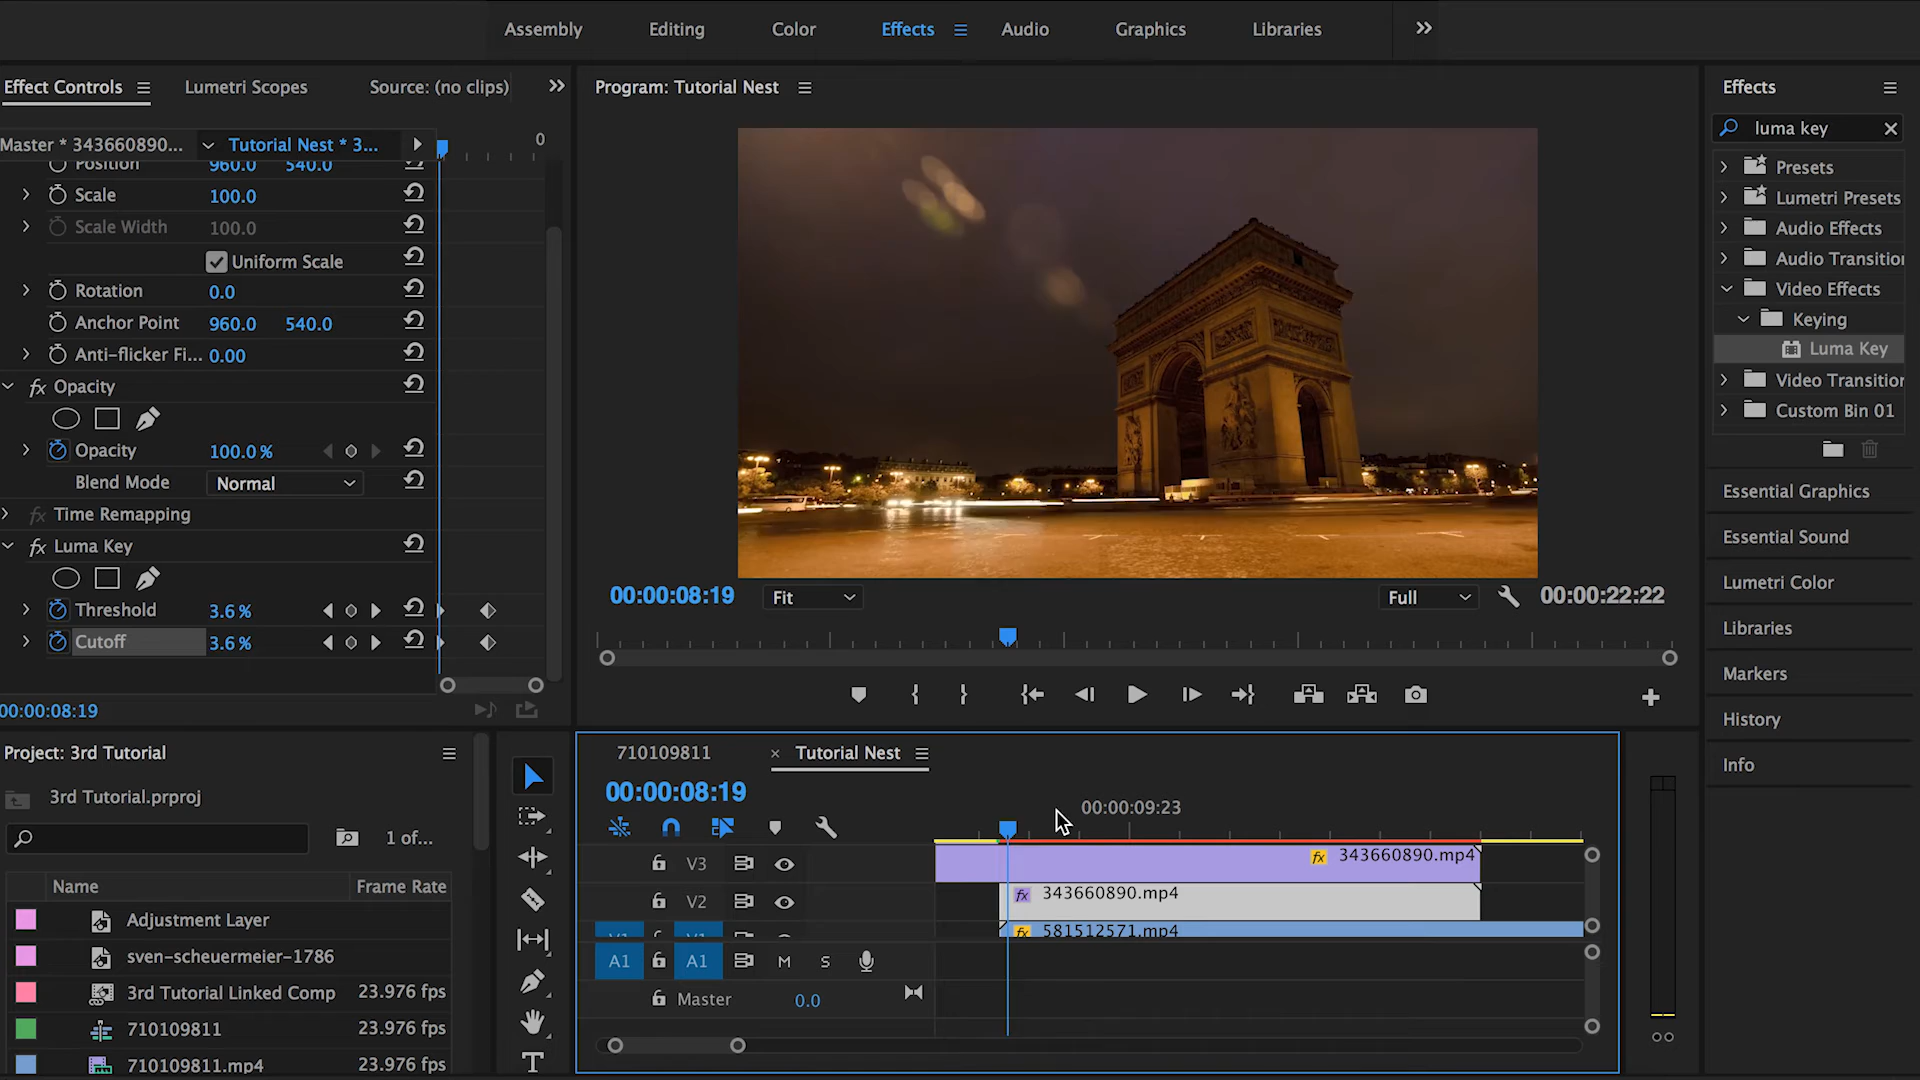 Assembly Editing Color Effects Audio Graphics Libraries
Effect Controls Lumetri Scopes Source: (no clips)
Master * 343660890... Tutorial Nest * 3... 0
Position 960.0 540.0
Scale 100.0
Scale Width 100.0
Uniform Scale
Rotation 0.0
Anchor Point 960.0 540.0
Anti-flicker Fi... 0.00
fx Opacity
Opacity 100.0 %
Blend Mode Normal
fx Time Remapping
fx Luma Key
Threshold 3.6 %
Cutoff 3.6 %
00:00:08:19
Program: Tutorial Nest
00:00:08:19 Fit Full 00:00:22:22
Effects
luma key
Presets
Lumetri Presets
Audio Effects
Audio Transition
Video Effects
Keying
Luma Key
Video Transition
Custom Bin 01
Essential Graphics
Essential Sound
Lumetri Color
Libraries
Markers
History
Info
Project: 3rd Tutorial
3rd Tutorial.prproj
1 of...
Name Frame Rate
Adjustment Layer
sven-scheuermeier-1786
3rd Tutorial Linked Comp 23.976 fps
710109811 23.976 fps
710109811.mp4 23.976 fps
710109811 × Tutorial Nest
00:00:08:19
00:00:09:23
V3 fx 343660890.mp4
V2 fx 343660890.mp4
V1 V1 fx 581512571.mp4
A1 A1 M S
Master 0.0